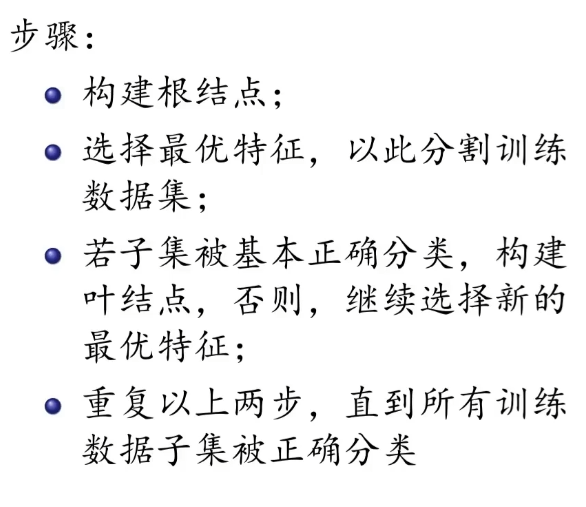 步骤：
构建根结点；
选择最优特征，以此分割训练
数据集；
若子集被基本正确分类，构建
叶结点，否则，继续选择新的
最优特征；
重复以上两步，直到所有训练
数据子集被正确分类